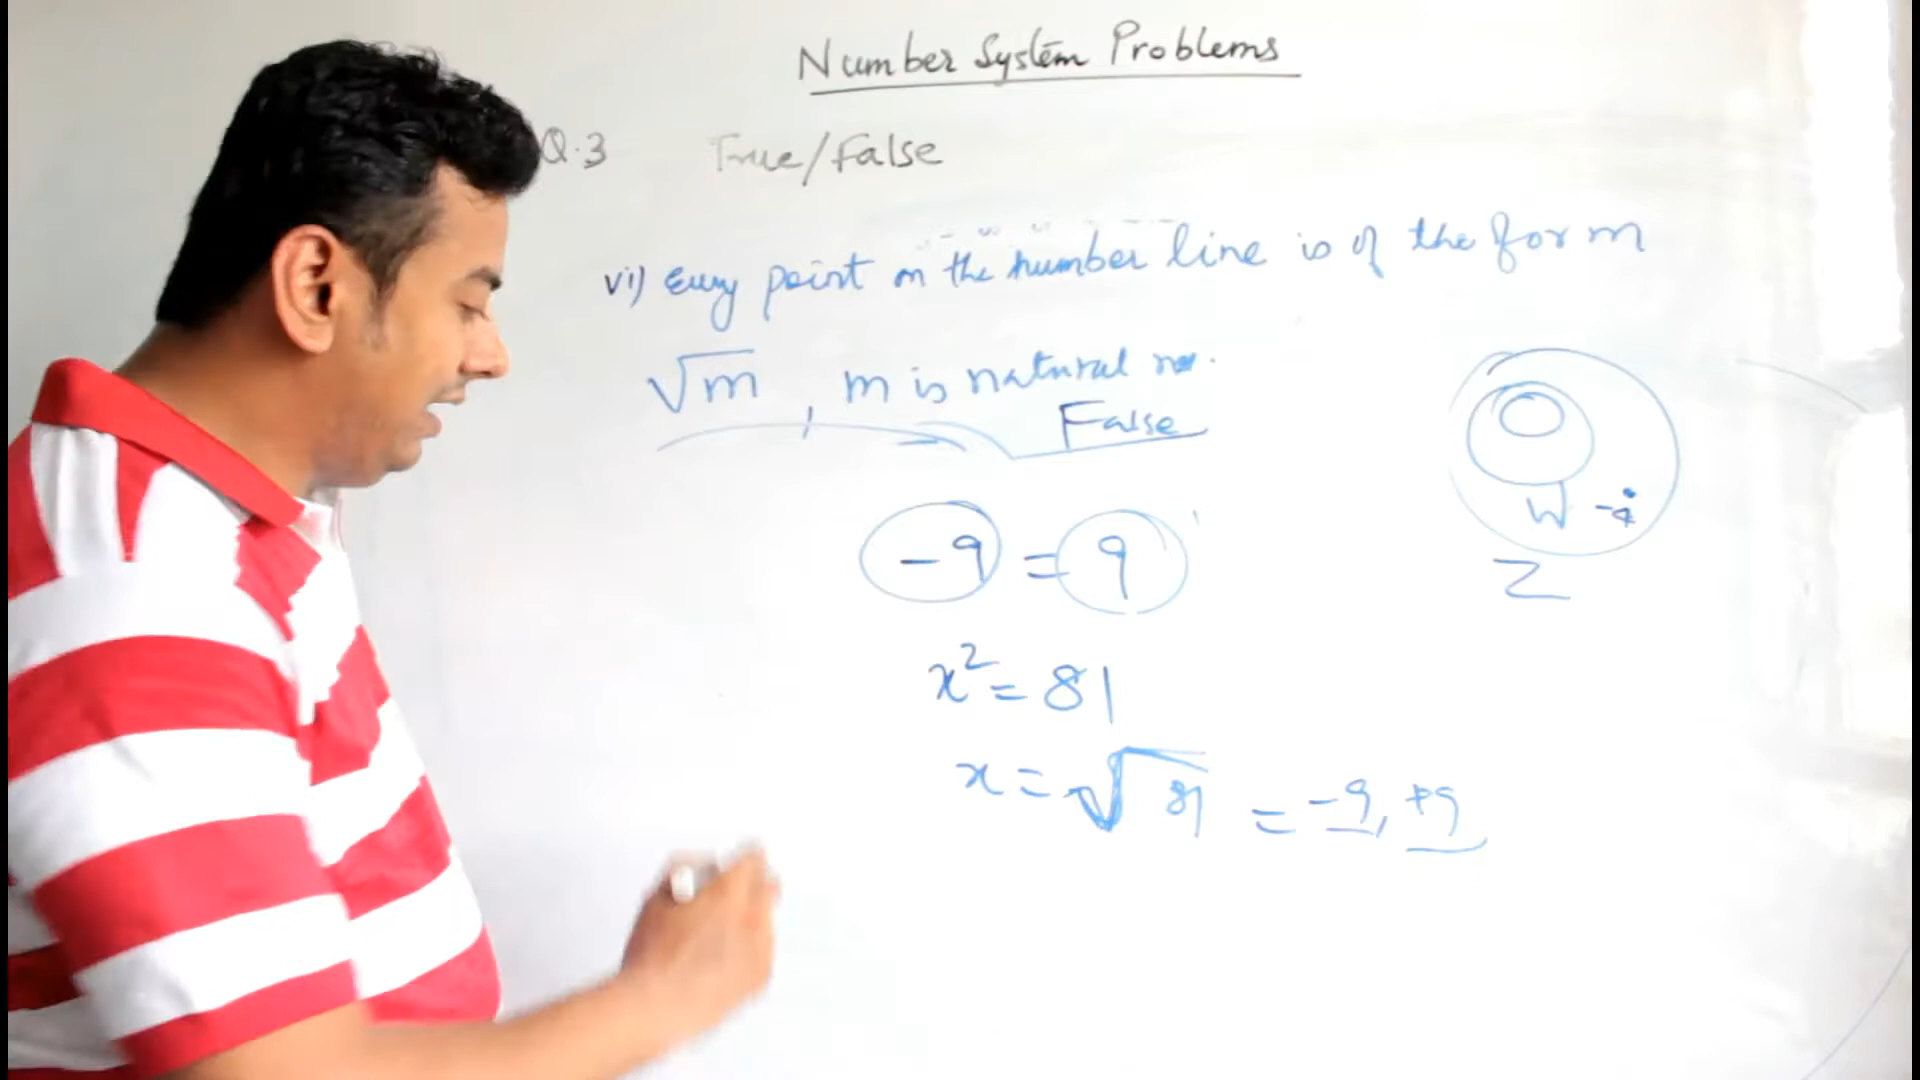 Number System Problems
Q.3 True/False
vi) Every point on the number line is of the form
√m , m is natural no.
False
-9 = 9
W -4
Z
x² = 81
x = √81 = -9, +9